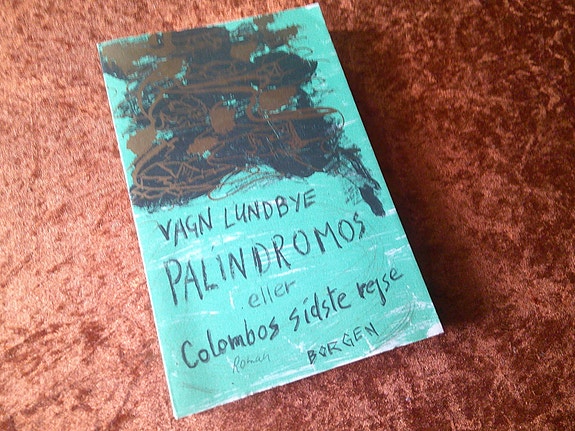 VAGN LUNDBYE
PALINDROMOS
eller
Colombos sidste rejse
Roman
BORGEN